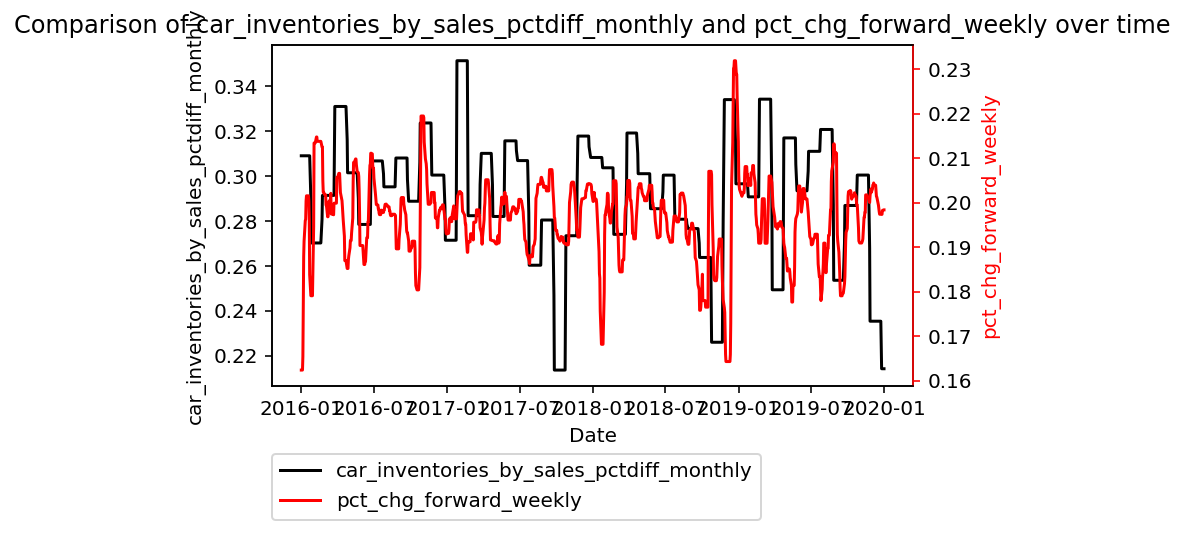 Comparison of car_inventories_by_sales_pctdiff_monthly and pct_chg_forward_weekly over time
car_inventories_by_sales_pctdiff_monthly
0.34
0.32
0.30
0.28
0.26
0.24
0.22
0.23
0.22
0.21
0.20
0.19
0.18
0.17
0.16
pct_chg_forward_weekly
2016-01 2016-07 2017-01 2017-07 2018-01 2018-07 2019-01 2019-07 2020-01
Date
car_inventories_by_sales_pctdiff_monthly
pct_chg_forward_weekly